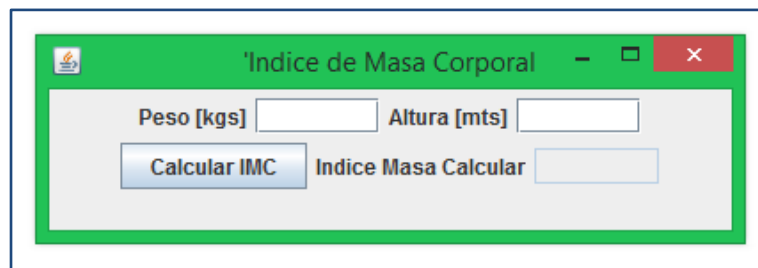 'Indice de Masa Corporal
Peso [kgs] Altura [mts]
Calcular IMC Indice Masa Calcular